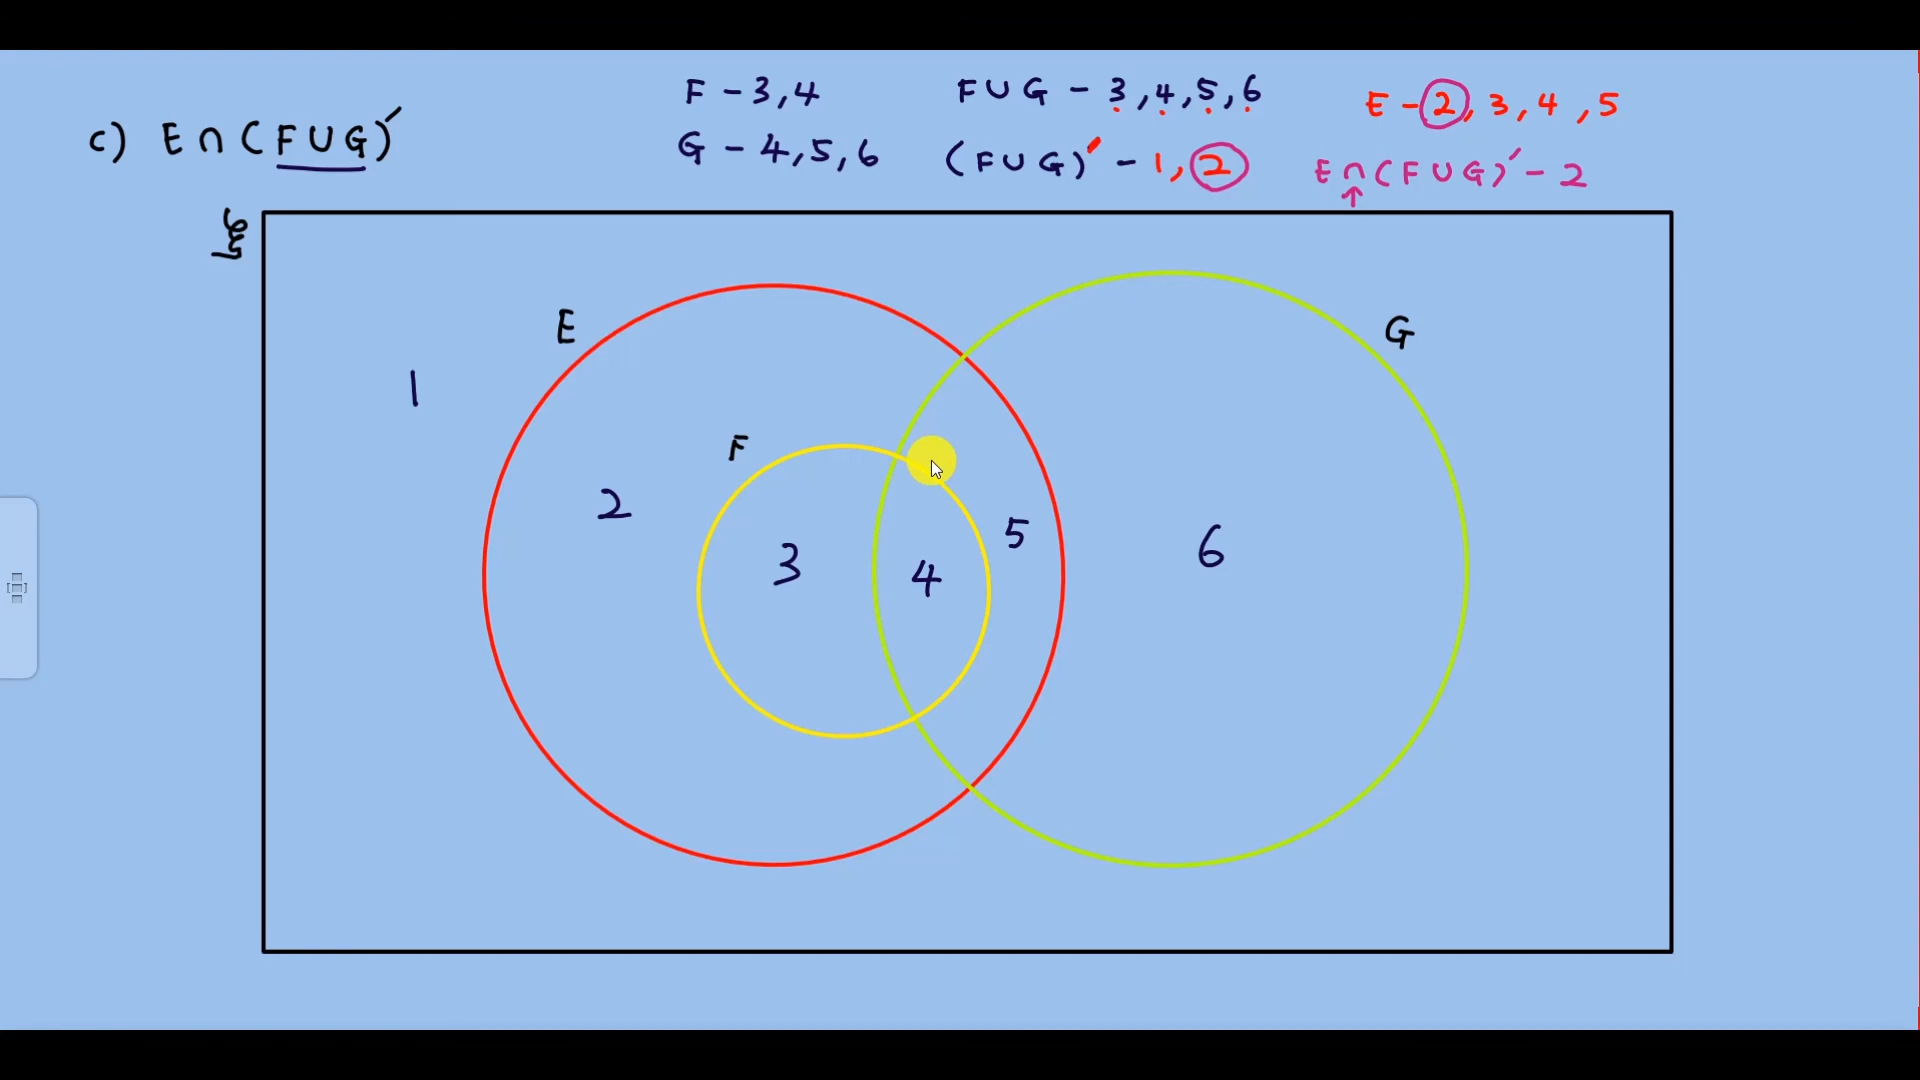 c) E∩(F∪G)′
F - 3,4
G - 4,5,6
F∪G - 3,4,5,6
(F∪G)′ - 1,2
E - 2,3,4,5
E∩(F∪G)′ - 2
ξ
E
G
1
F
2
3
4
5
6